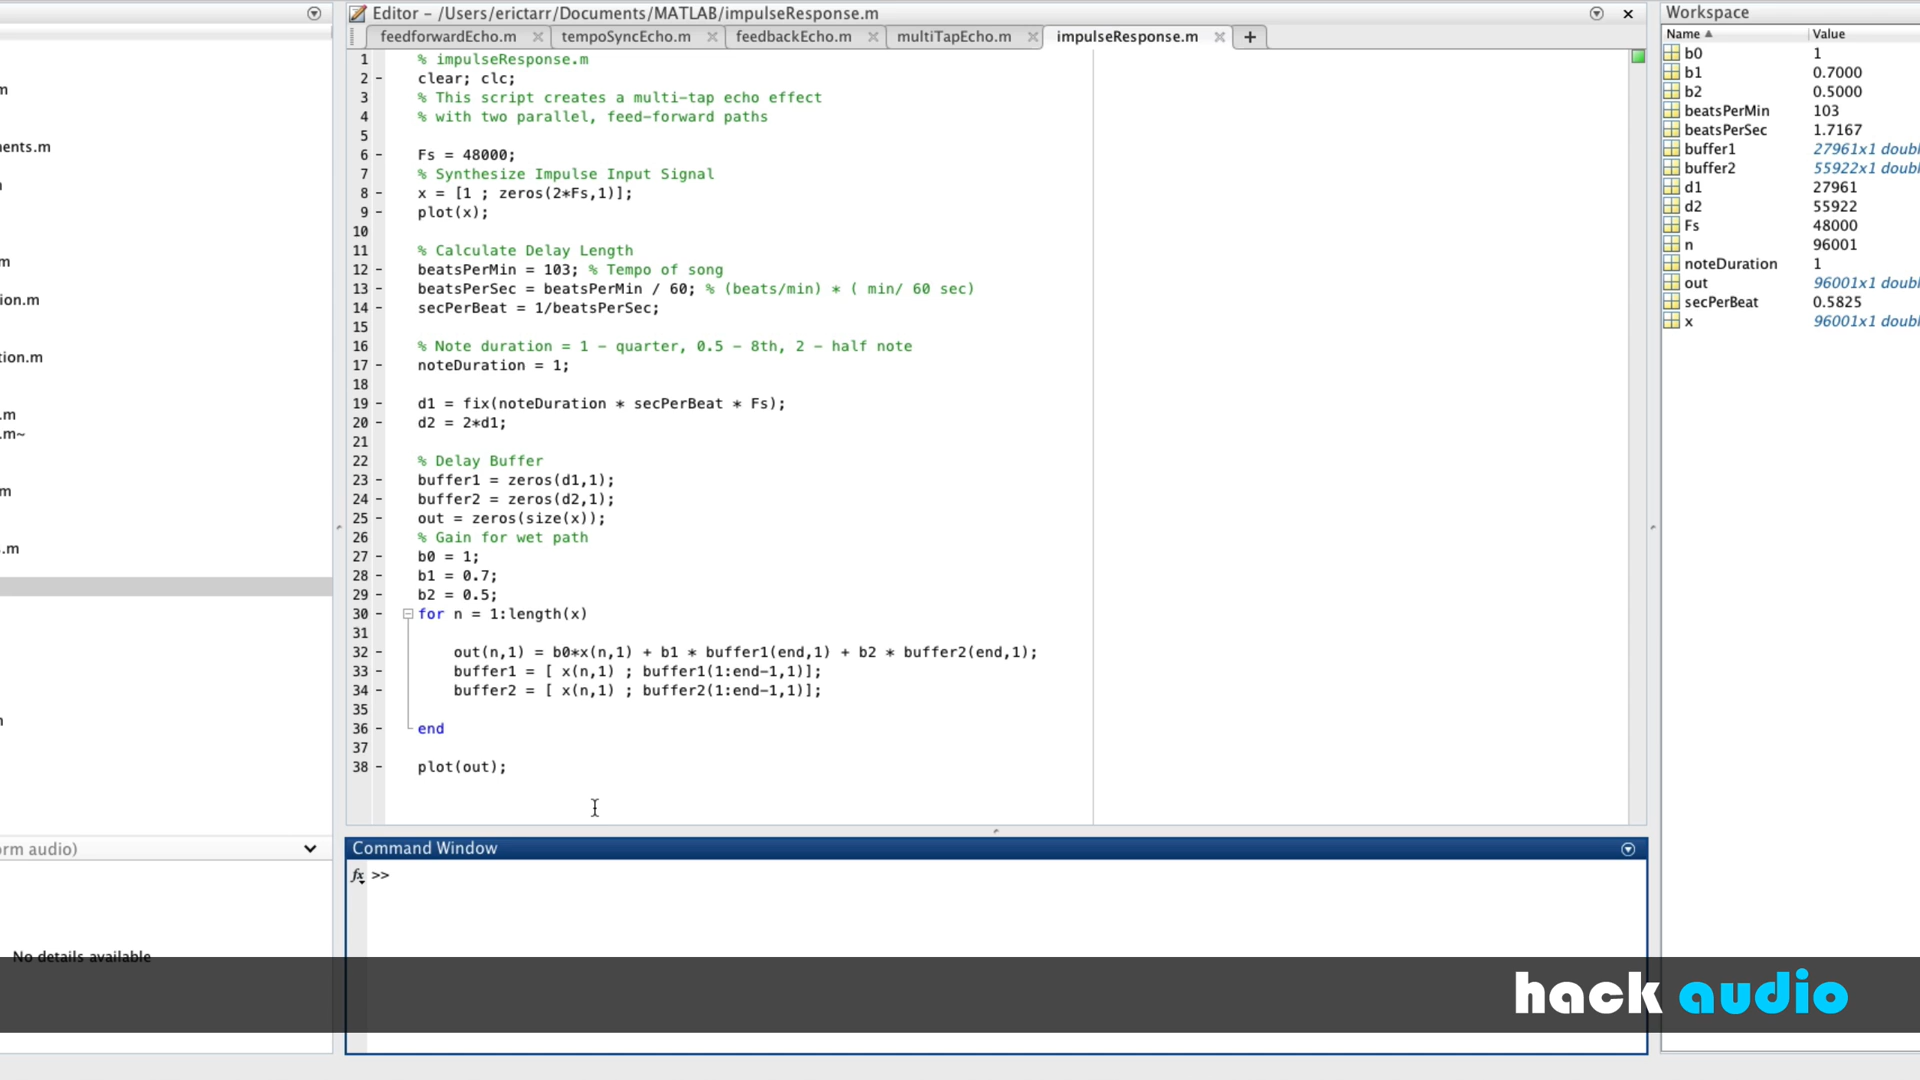 Editor – /Users/erictarr/Documents/MATLAB/impulseResponse.m
feedforwardEcho.m
tempoSyncEcho.m
feedbackEcho.m
multiTapEcho.m
impulseResponse.m
1 % impulseResponse.m
2 - clear; clc;
3 % This script creates a multi-tap echo effect
4 % with two parallel, feed-forward paths
5
6 - Fs = 48000;
7 % Synthesize Impulse Input Signal
8 - x = [1 ; zeros(2*Fs,1)];
9 - plot(x);
10
11 % Calculate Delay Length
12 - beatsPerMin = 103; % Tempo of song
13 - beatsPerSec = beatsPerMin / 60; % (beats/min) * ( min/ 60 sec)
14 - secPerBeat = 1/beatsPerSec;
15
16 % Note duration = 1 - quarter, 0.5 - 8th, 2 - half note
17 - noteDuration = 1;
18
19 - d1 = fix(noteDuration * secPerBeat * Fs);
20 - d2 = 2*d1;
21
22 % Delay Buffer
23 - buffer1 = zeros(d1,1);
24 - buffer2 = zeros(d2,1);
25 - out = zeros(size(x));
26 % Gain for wet path
27 - b0 = 1;
28 - b1 = 0.7;
29 - b2 = 0.5;
30 - for n = 1:length(x)
31
32 - out(n,1) = b0*x(n,1) + b1 * buffer1(end,1) + b2 * buffer2(end,1);
33 - buffer1 = [ x(n,1) ; buffer1(1:end-1,1)];
34 - buffer2 = [ x(n,1) ; buffer2(1:end-1,1)];
35
36 - end
37
38 - plot(out);
Command Window
fx >>
Workspace
Name Value
b0 1
b1 0.7000
b2 0.5000
beatsPerMin 103
beatsPerSec 1.7167
buffer1 27961x1 doubl
buffer2 55922x1 doubl
d1 27961
d2 55922
Fs 48000
n 96001
noteDuration 1
out 96001x1 doubl
secPerBeat 0.5825
x 96001x1 doubl
m
ents.m
m
ion.m
tion.m
.m
.m~
m
s.m
orm audio)
No details available
hack audio